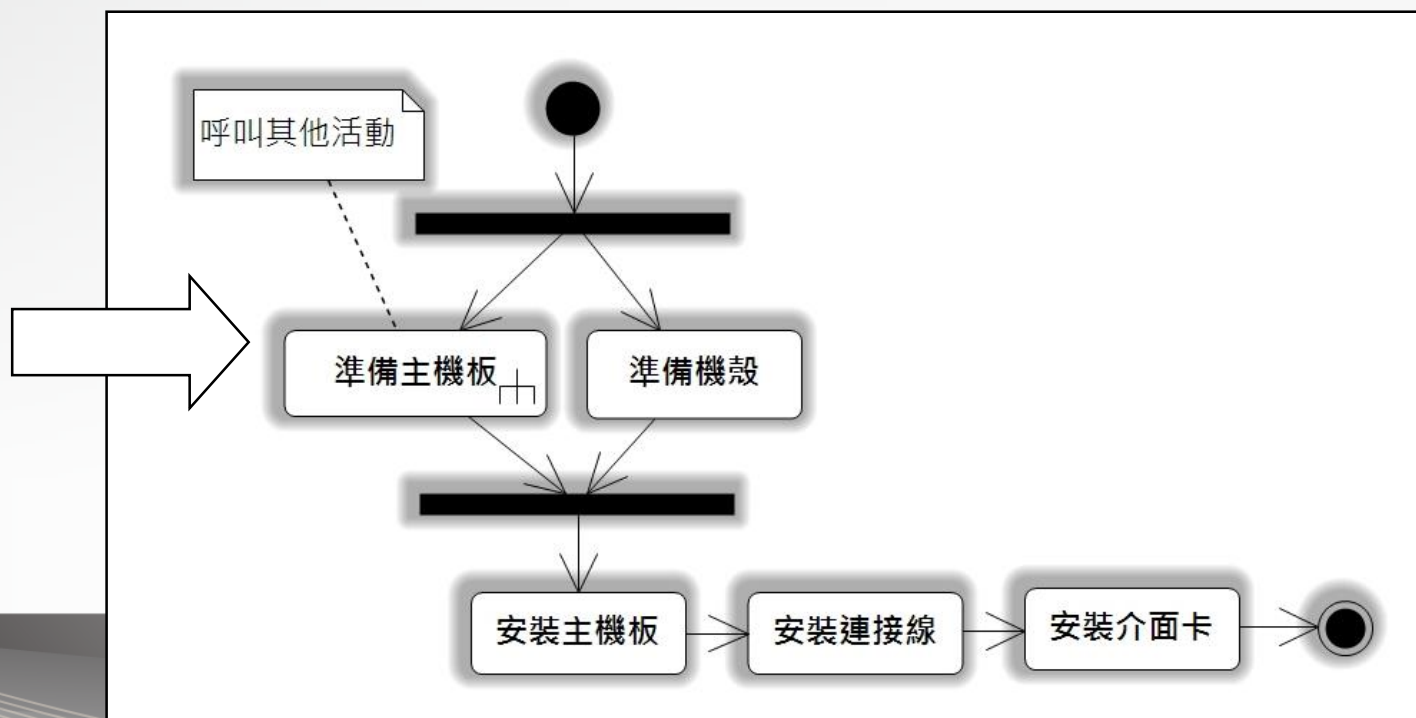 呼叫其他活動
準備主機板
準備機殼
安裝主機板
安裝連接線
安裝介面卡